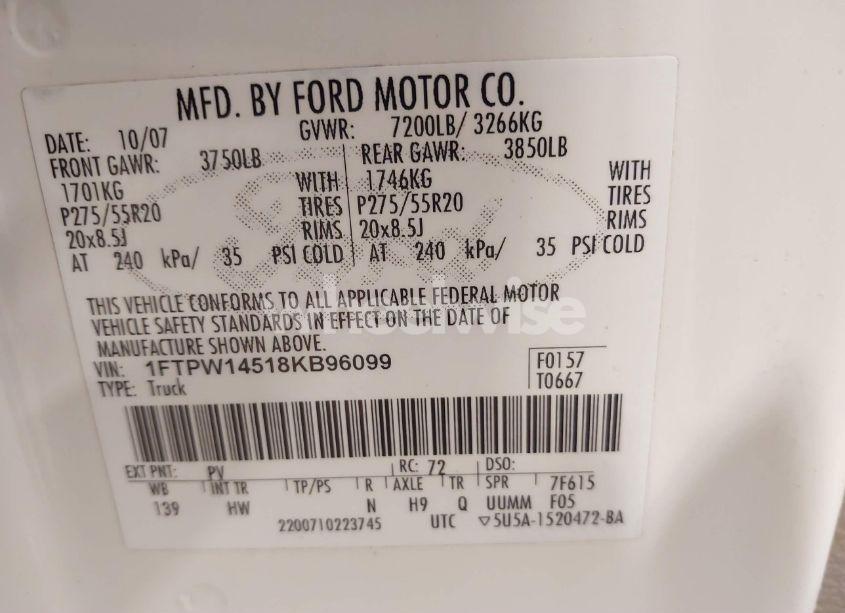 MFD. BY FORD MOTOR CO.
DATE: 10/07 GVWR: 7200LB/ 3266KG
FRONT GAWR: 3750LB REAR GAWR: 3850LB
1701KG WITH 1746KG WITH
P275/55R20 TIRES P275/55R20 TIRES
20x8.5J RIMS 20x8.5J RIMS
AT 240 kPa/ 35 PSI COLD AT 240 kPa/ 35 PSI COLD
THIS VEHICLE CONFORMS TO ALL APPLICABLE FEDERAL MOTOR
VEHICLE SAFETY STANDARDS IN EFFECT ON THE DATE OF
MANUFACTURE SHOWN ABOVE.
VIN: 1FTPW14518KB96099 F0157
TYPE: Truck T0667
EXT PNT: PV RC: 72 DSO:
WB INT TR TP/PS R AXLE TR SPR 7F615
139 HW N H9 Q UUMM F05
2200710223745 UTC ▽5U5A-1520472-BA